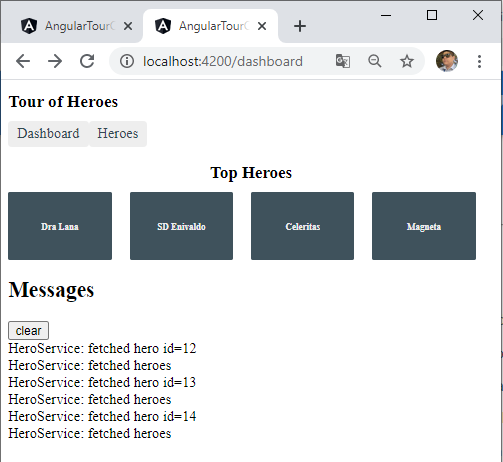 AngularTourO
AngularTourO
localhost:4200/dashboard
Tour of Heroes
Dashboard Heroes
Top Heroes
Dra Lana SD Enivaldo Celeritas Magneta
Messages
clear
HeroService: fetched hero id=12
HeroService: fetched heroes
HeroService: fetched hero id=13
HeroService: fetched heroes
HeroService: fetched hero id=14
HeroService: fetched heroes